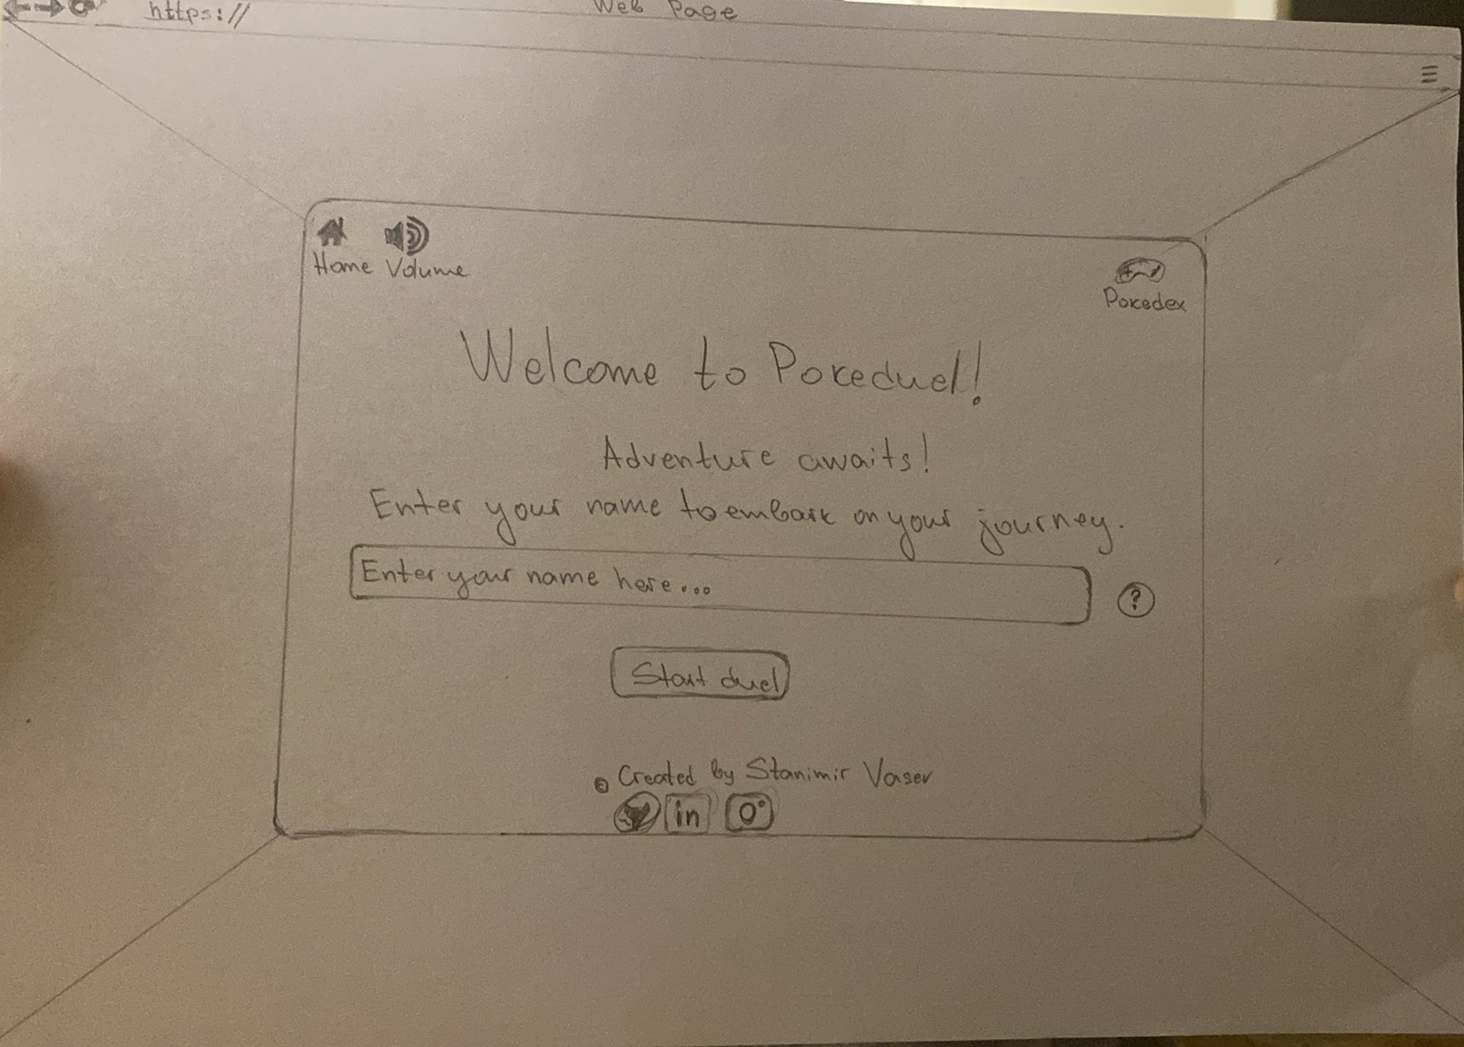 https://
Web Page
Home Volume
Pokedex
Welcome to Pokeduel!
Adventure awaits!
Enter your name to embark on your journey.
Enter your name here...
?
Start duel
Created by Stanimir Vasev
in